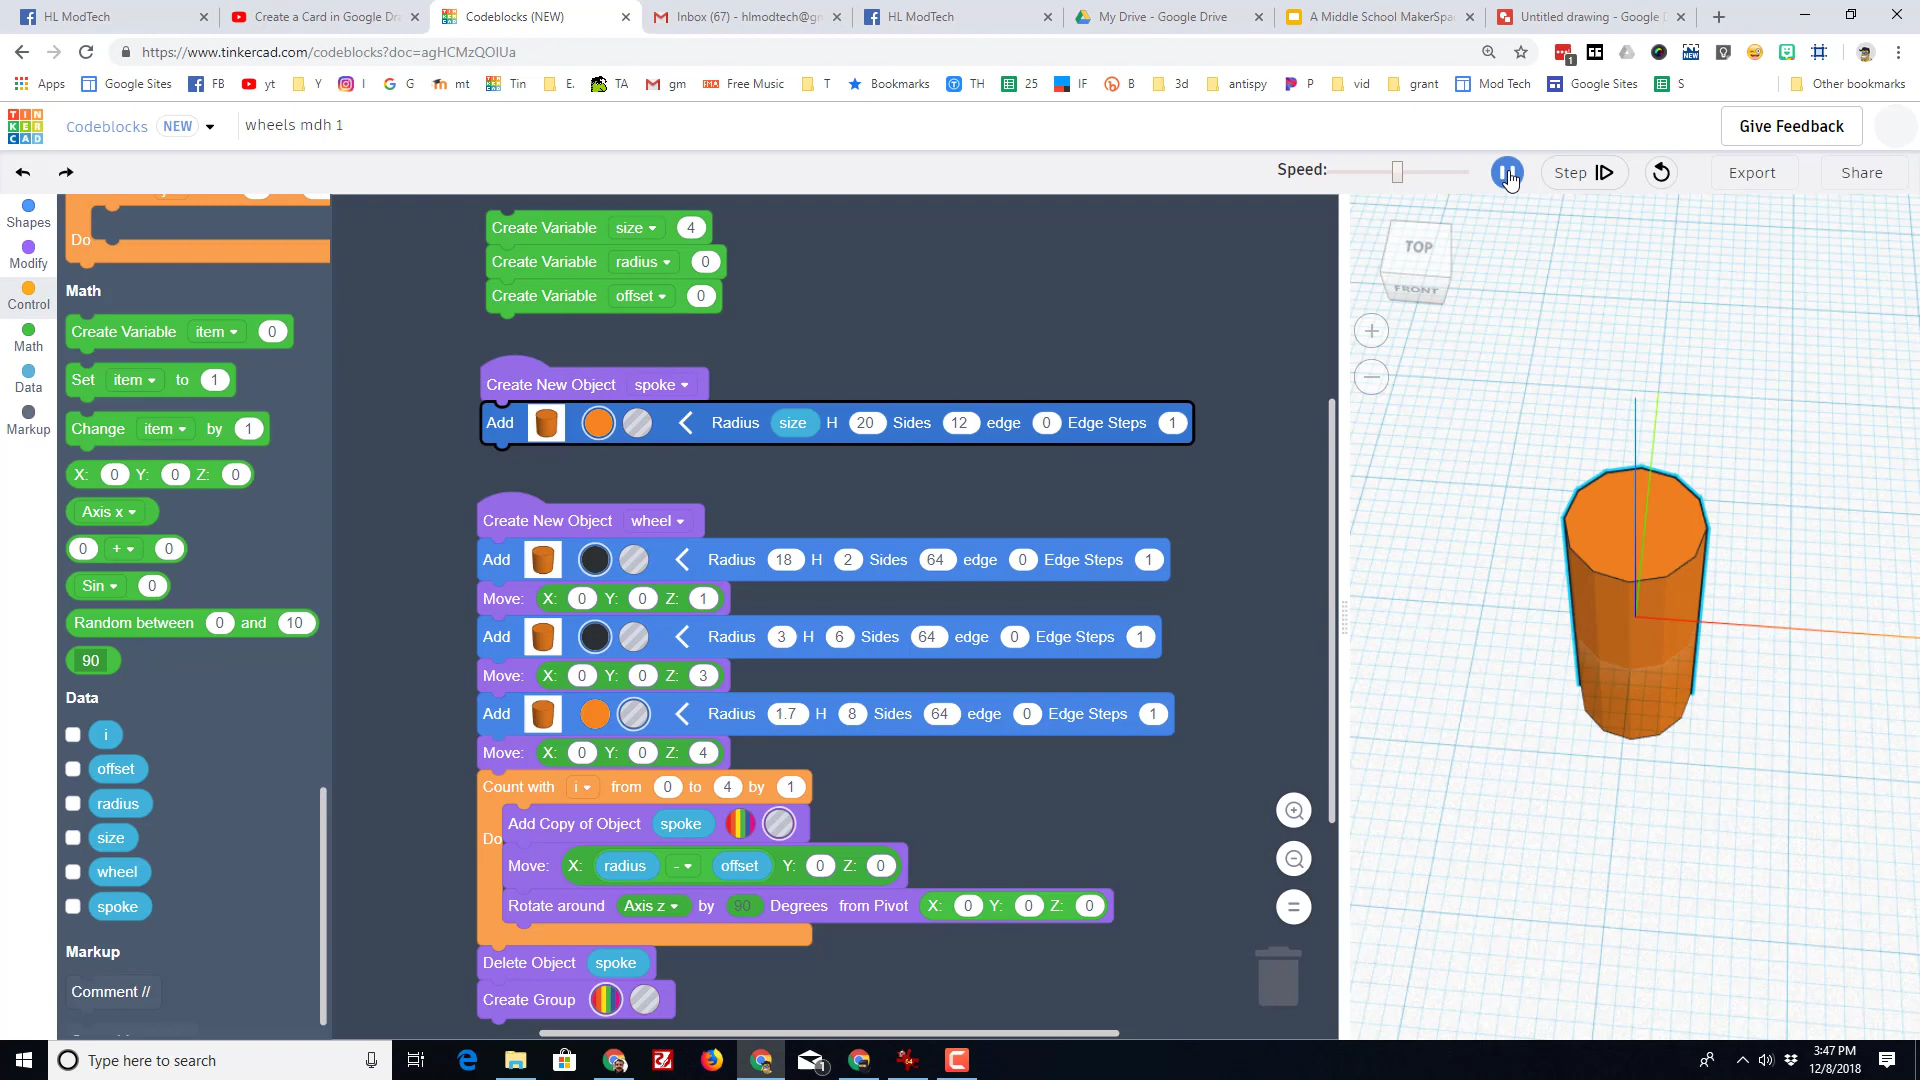 HL ModTech
Create a Card in Google Dra
Codeblocks (NEW)
Inbox (67) - hlmodtech@gm
HL ModTech
My Drive - Google Drive
A Middle School MakerSpac
Untitled drawing - Google D
https://www.tinkercad.com/codeblocks?doc=agHCMzQOlUa
Apps Google Sites FB yt Y I G mt Tin E. TA gm Free Music T Bookmarks TH 25 IF B 3d antispy P vid grant Mod Tech Google Sites S Other bookmarks
TIN
KER
CAD
Codeblocks NEW wheels mdh 1 Give Feedback
Speed: Step Export Share
Shapes
Modify
Control
Math
Data
Markup
Do
Math
Create Variable item 0
Set item to 1
Change item by 1
X: 0 Y: 0 Z: 0
Axis x
0 + 0
Sin 0
Random between 0 and 10
90
Data
i
offset
radius
size
wheel
spoke
Markup
Comment //
Create Variable size 4
Create Variable radius 0
Create Variable offset 0
Create New Object spoke
Add Radius size H 20 Sides 12 edge 0 Edge Steps 1
Create New Object wheel
Add Radius 18 H 2 Sides 64 edge 0 Edge Steps 1
Move: X: 0 Y: 0 Z: 1
Add Radius 3 H 6 Sides 64 edge 0 Edge Steps 1
Move: X: 0 Y: 0 Z: 3
Add Radius 1.7 H 8 Sides 64 edge 0 Edge Steps 1
Move: X: 0 Y: 0 Z: 4
Count with i from 0 to 4 by 1
Do
Add Copy of Object spoke
Move: X: radius - offset Y: 0 Z: 0
Rotate around Axis z by 90 Degrees from Pivot X: 0 Y: 0 Z: 0
Delete Object spoke
Create Group
TOP
FRONT
Type here to search
3:47 PM
12/8/2018